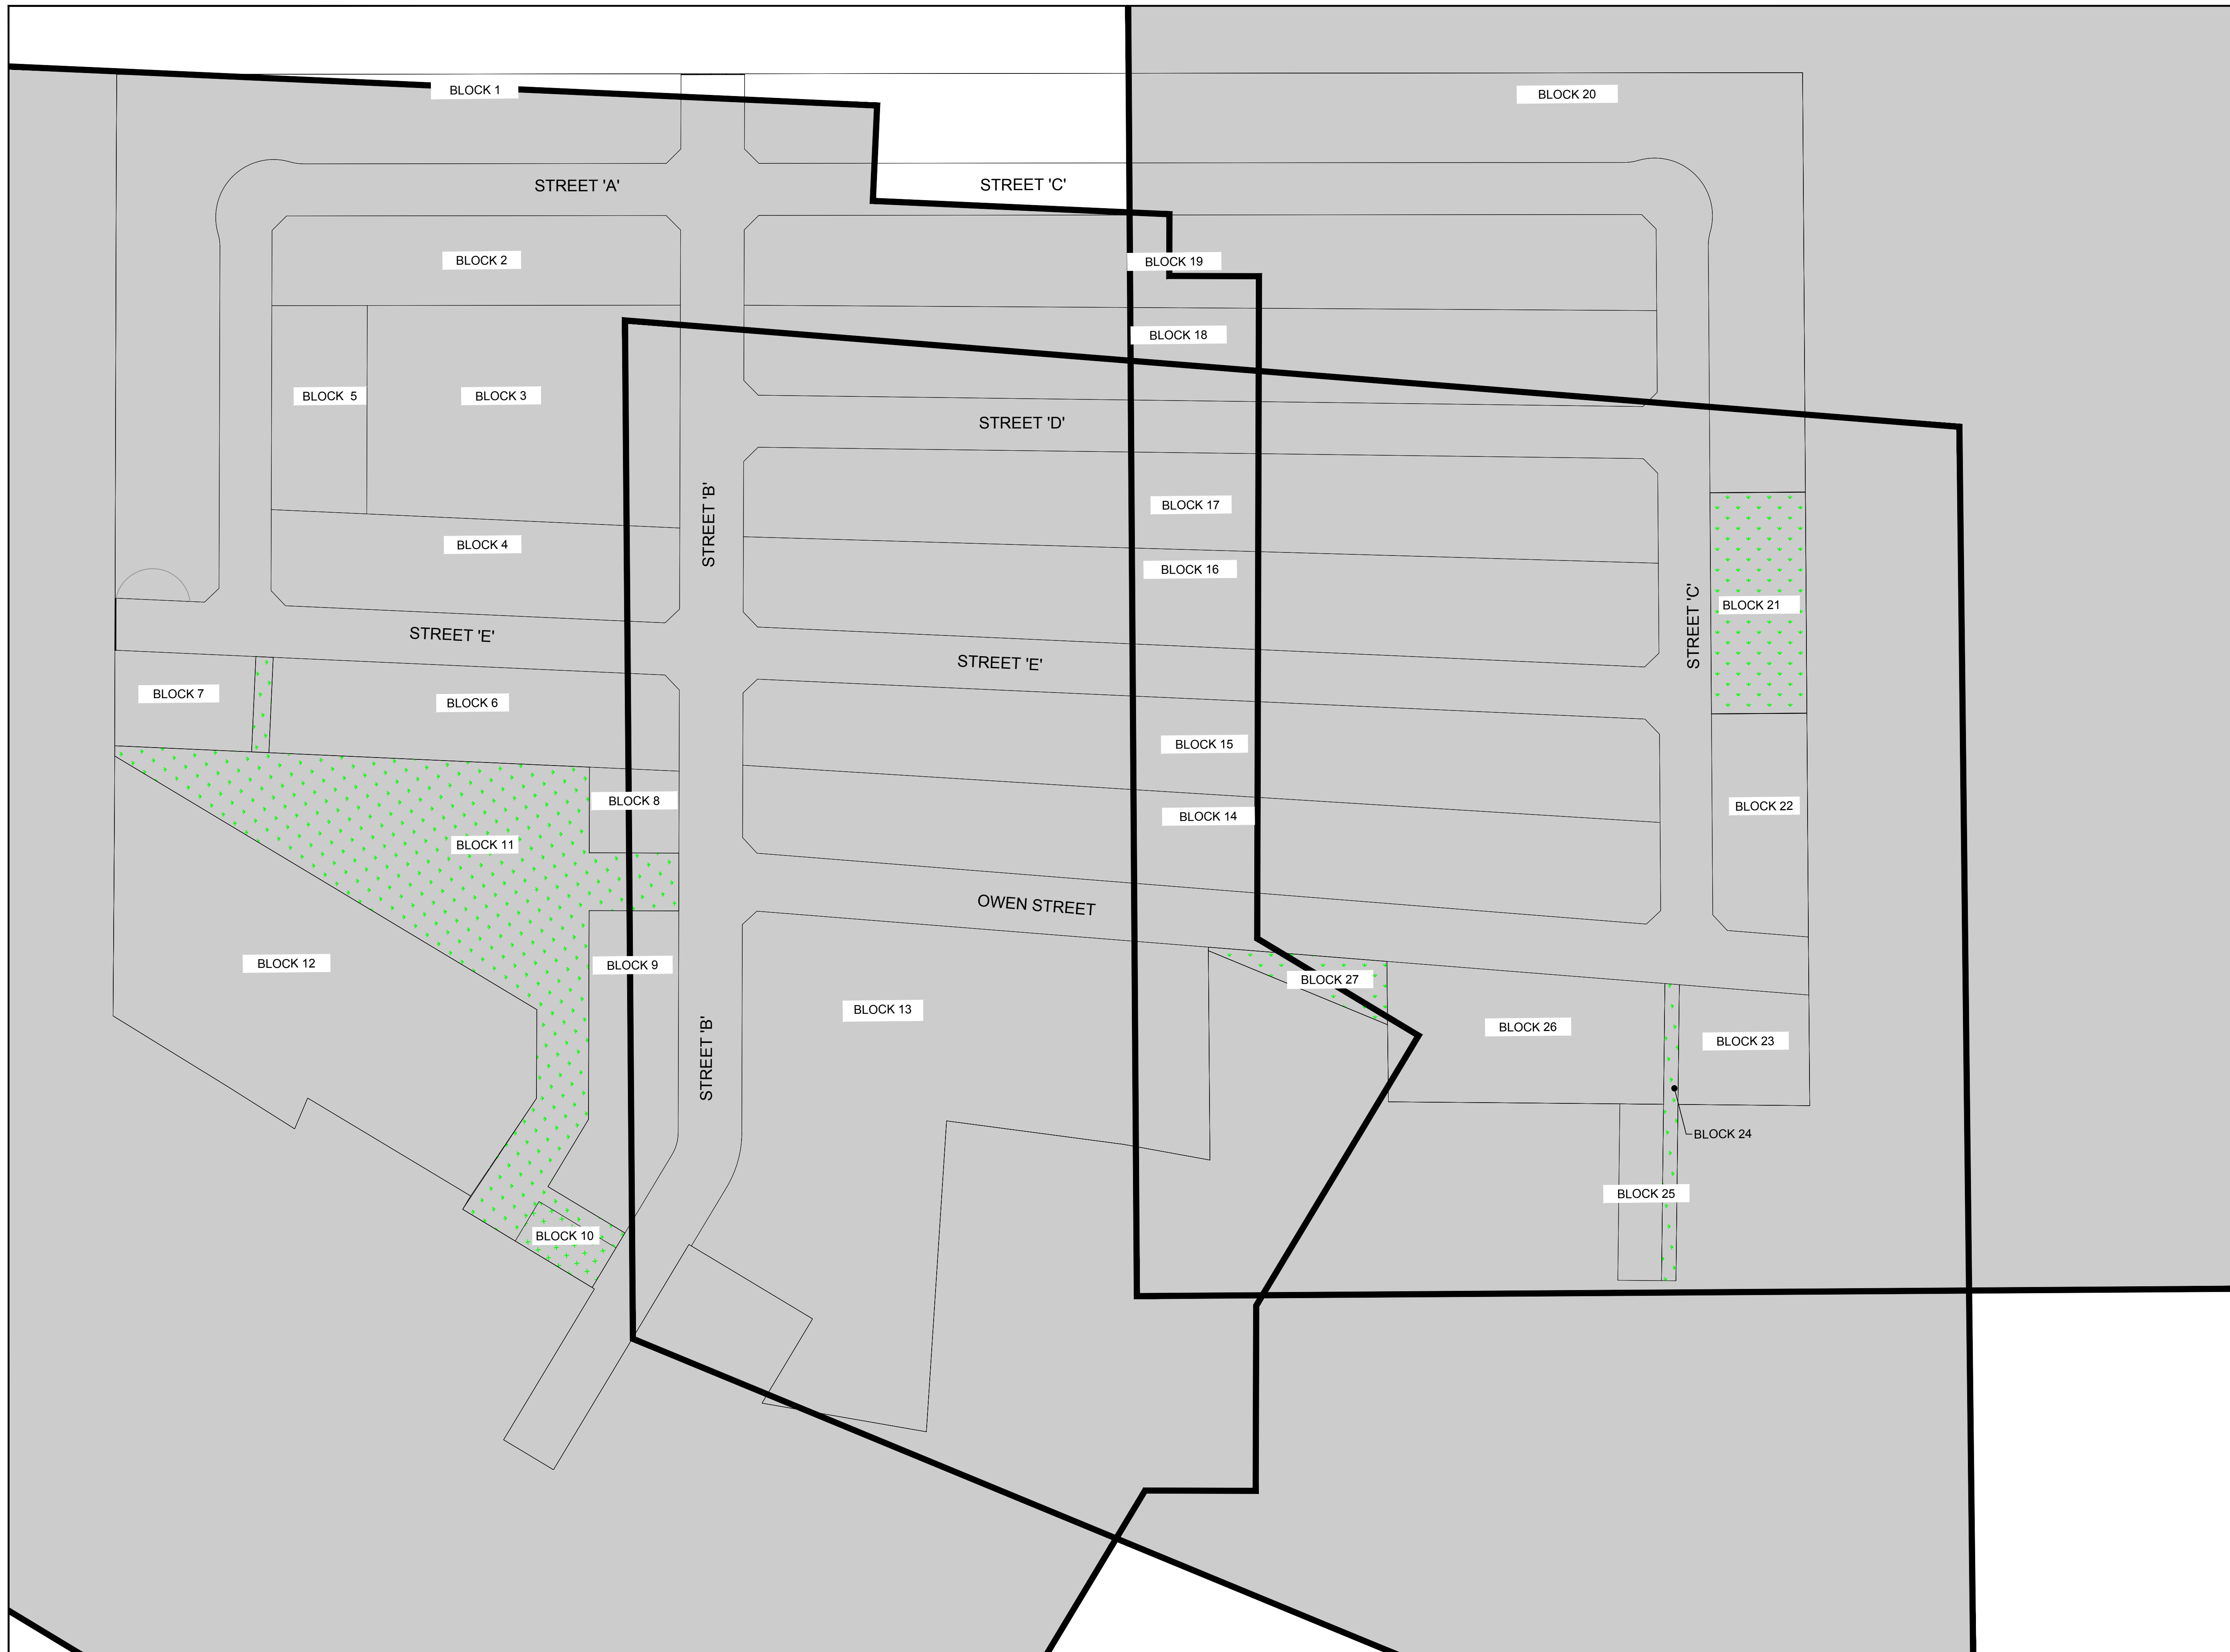 BLOCK 1
BLOCK 20
STREET 'A'
STREET 'C'
BLOCK 2
BLOCK 19
BLOCK 18
BLOCK 5
BLOCK 3
STREET 'D'
BLOCK 17
STREET 'B'
BLOCK 4
BLOCK 16
BLOCK 21
STREET 'C'
STREET 'E'
STREET 'E'
BLOCK 7
BLOCK 6
BLOCK 15
BLOCK 8
BLOCK 22
BLOCK 14
BLOCK 11
OWEN STREET
BLOCK 12
BLOCK 9
BLOCK 27
BLOCK 13
BLOCK 26
BLOCK 23
STREET 'B'
BLOCK 24
BLOCK 25
BLOCK 10